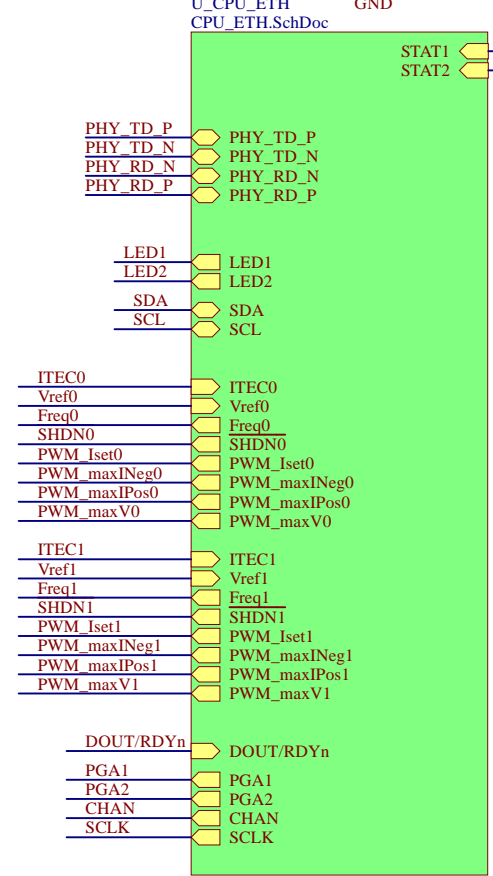 U_CPU_ETH GND
CPU_ETH.SchDoc
STAT1
STAT2
PHY_TD_P PHY_TD_P
PHY_TD_N PHY_TD_N
PHY_RD_N PHY_RD_N
PHY_RD_P PHY_RD_P
LED1 LED1
LED2 LED2
SDA SDA
SCL SCL
ITEC0 ITEC0
Vref0 Vref0
Freq0 Freq0
SHDN0 SHDN0
PWM_Iset0 PWM_Iset0
PWM_maxINeg0 PWM_maxINeg0
PWM_maxIPos0 PWM_maxIPos0
PWM_maxV0 PWM_maxV0
ITEC1 ITEC1
Vref1 Vref1
Freq1 Freq1
SHDN1 SHDN1
PWM_Iset1 PWM_Iset1
PWM_maxINeg1 PWM_maxINeg1
PWM_maxIPos1 PWM_maxIPos1
PWM_maxV1 PWM_maxV1
DOUT/RDYn DOUT/RDYn
PGA1 PGA1
PGA2 PGA2
CHAN CHAN
SCLK SCLK